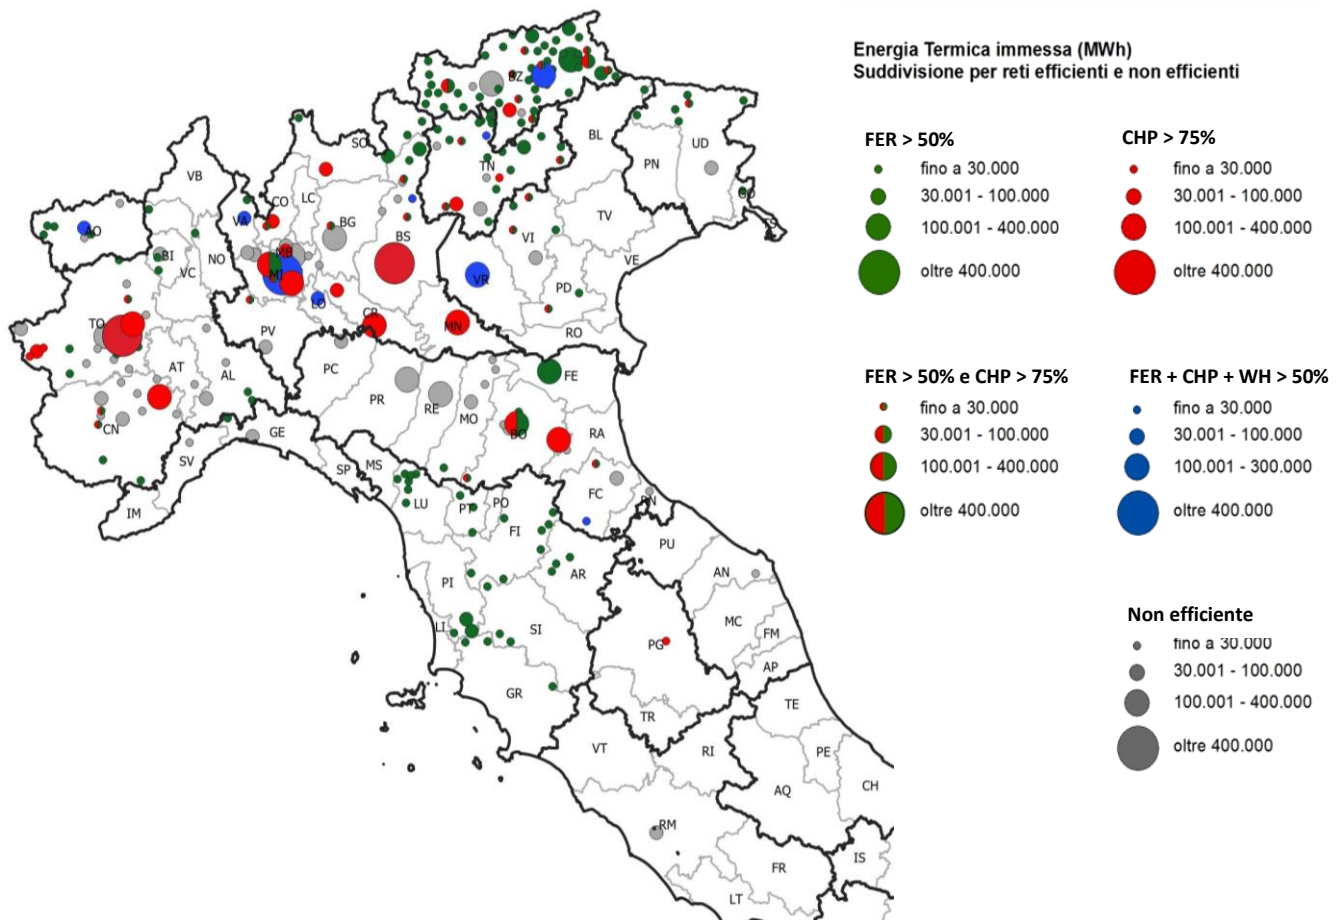 Energia Termica immessa (MWh)
Suddivisione per reti efficienti e non efficienti
FER > 50%
fino a 30.000
30.001 - 100.000
100.001 - 400.000
oltre 400.000
CHP > 75%
fino a 30.000
30.001 - 100.000
100.001 - 400.000
oltre 400.000
FER > 50% e CHP > 75%
fino a 30.000
30.001 - 100.000
100.001 - 400.000
oltre 400.000
FER + CHP + WH > 50%
fino a 30.000
30.001 - 100.000
100.001 - 300.000
oltre 400.000
Non efficiente
fino a 30.000
30.001 - 100.000
100.001 - 400.000
oltre 400.000
BZ
SO
BL
UD
PN
TN
VB
LC
CO
VA
BG
BS
TV
AO
BI
VC
NO
MB
MI
VI
VE
VR
PD
LO
TO
CR
MN
RO
PV
AT
AL
PC
FE
PR
RE
MO
CN
BO
RA
GE
SV
SP
MS
FC
RN
IM
LU
PT
PO
FI
PU
PI
AR
AN
MC
FM
LI
SI
PG
AP
GR
TE
TR
VT
RI
PE
AQ
CH
RM
IS
FR
LT